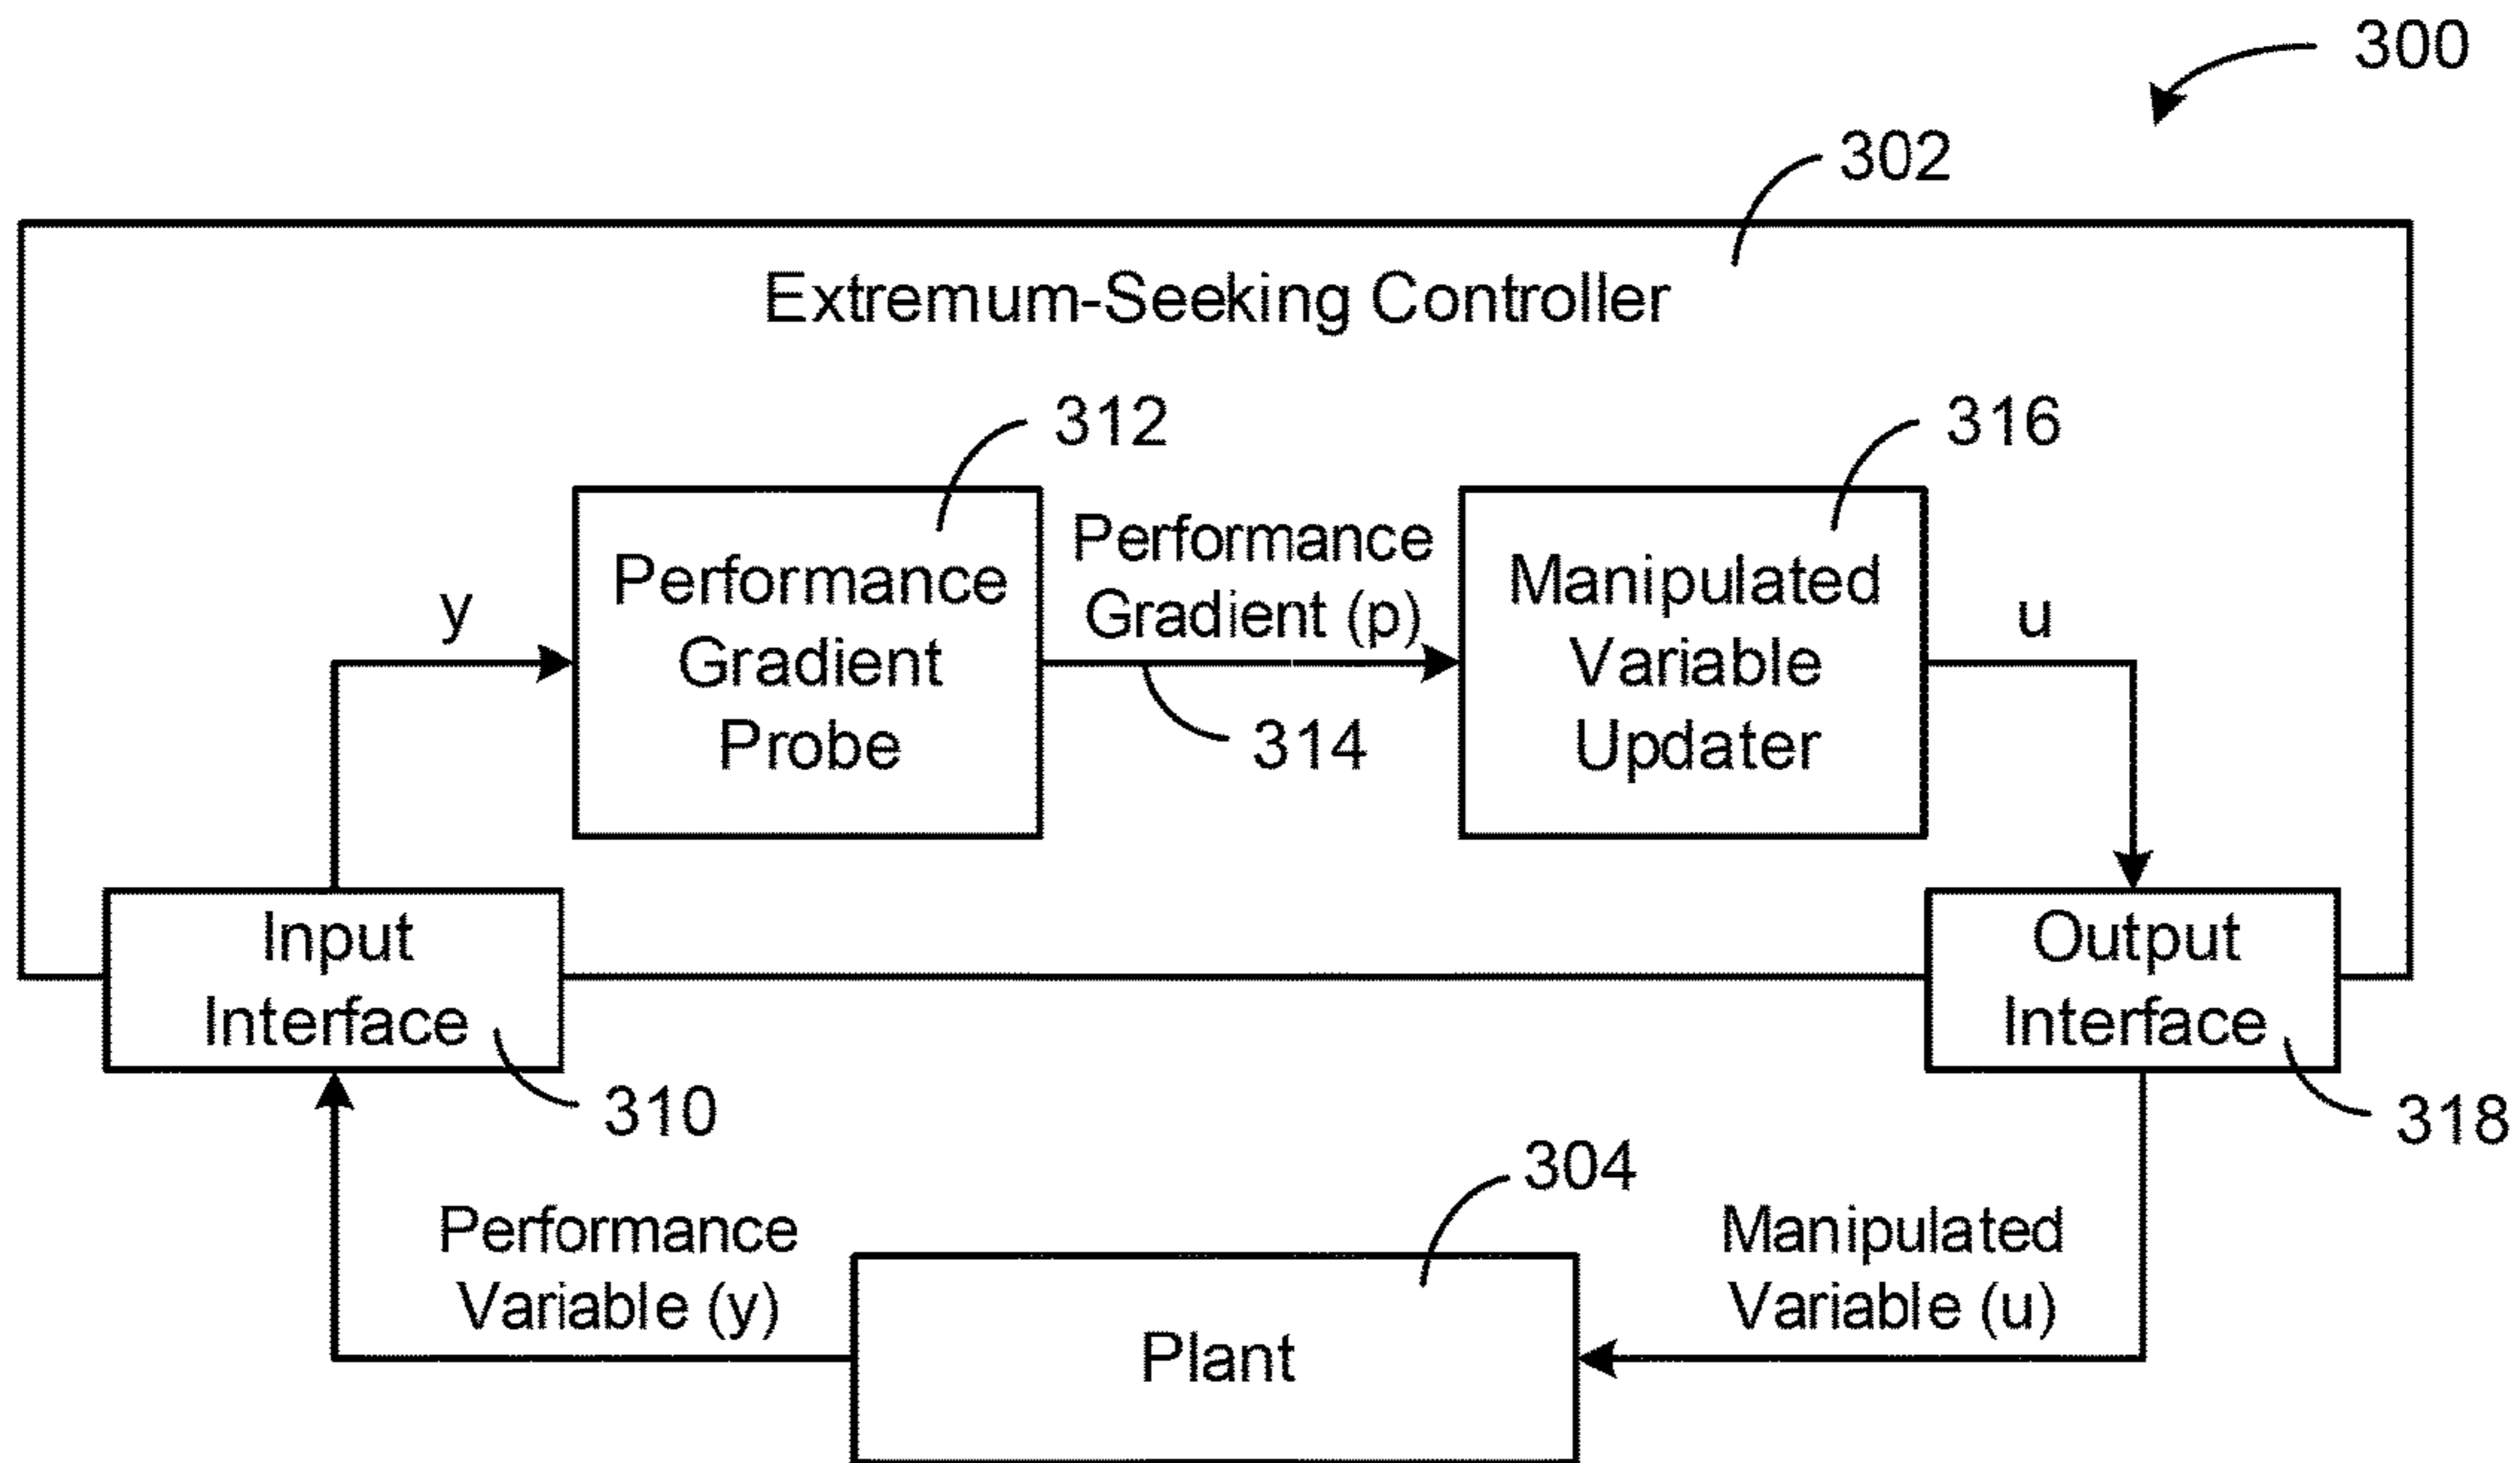 300
302
Extremum-Seeking Controller
312
316
Performance
Gradient
Probe
Performance
Gradient (p)
314
Manipulated
Variable
Updater
y
u
Input
Interface
310
Output
Interface
318
304
Performance
Variable (y)
Plant
Manipulated
Variable (u)